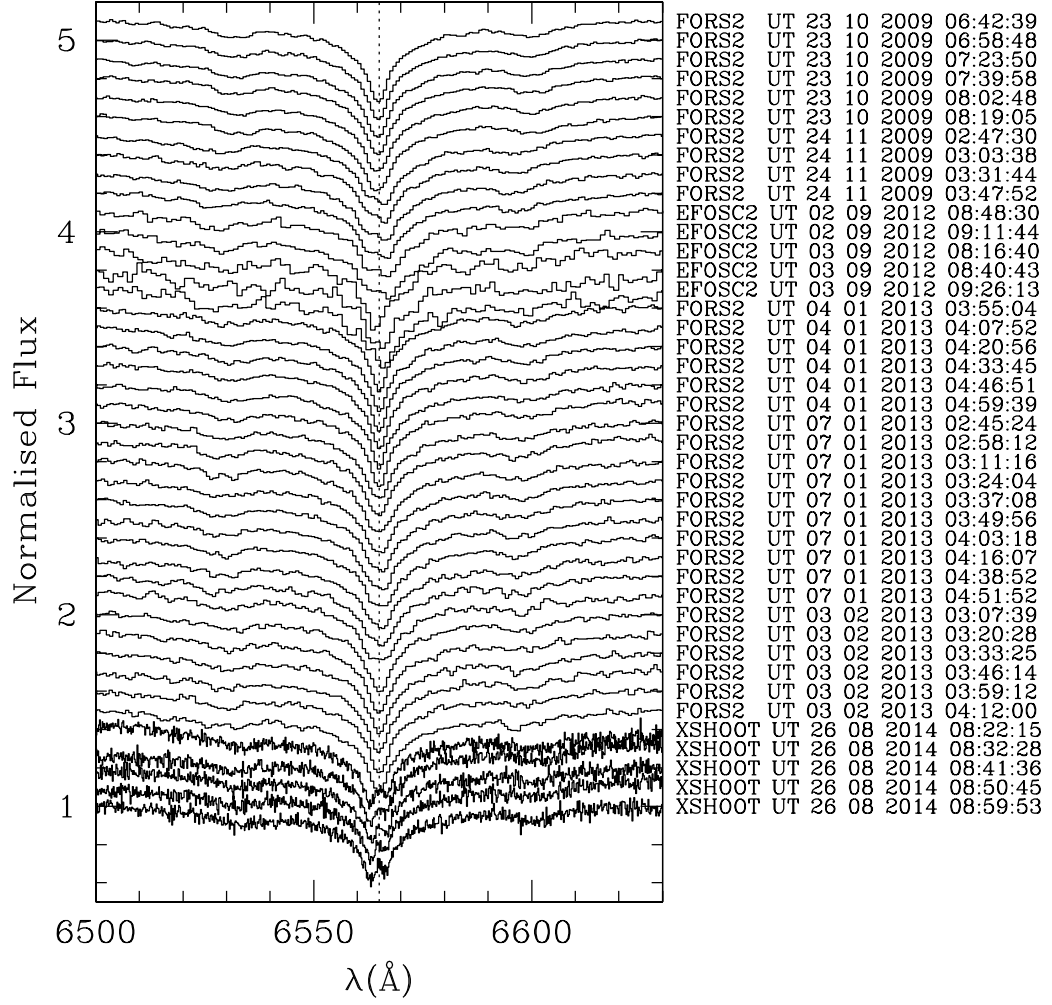 FORS2 UT 23 10 2009 06:42:39
FORS2 UT 23 10 2009 06:58:48
FORS2 UT 23 10 2009 07:23:50
FORS2 UT 23 10 2009 07:39:58
FORS2 UT 23 10 2009 08:02:48
FORS2 UT 23 10 2009 08:19:05
FORS2 UT 24 11 2009 02:47:30
FORS2 UT 24 11 2009 03:03:38
FORS2 UT 24 11 2009 03:31:44
FORS2 UT 24 11 2009 03:47:52
EFOSC2 UT 02 09 2012 08:48:30
EFOSC2 UT 02 09 2012 09:11:44
EFOSC2 UT 03 09 2012 08:16:40
EFOSC2 UT 03 09 2012 08:40:43
EFOSC2 UT 03 09 2012 09:26:13
FORS2 UT 04 01 2013 03:55:04
FORS2 UT 04 01 2013 04:07:52
FORS2 UT 04 01 2013 04:20:56
FORS2 UT 04 01 2013 04:33:45
FORS2 UT 04 01 2013 04:46:51
FORS2 UT 04 01 2013 04:59:39
FORS2 UT 07 01 2013 02:45:24
FORS2 UT 07 01 2013 02:58:12
FORS2 UT 07 01 2013 03:11:16
FORS2 UT 07 01 2013 03:24:04
FORS2 UT 07 01 2013 03:37:08
FORS2 UT 07 01 2013 03:49:56
FORS2 UT 07 01 2013 04:03:18
FORS2 UT 07 01 2013 04:16:07
FORS2 UT 07 01 2013 04:38:52
FORS2 UT 07 01 2013 04:51:52
FORS2 UT 03 02 2013 03:07:39
FORS2 UT 03 02 2013 03:20:28
FORS2 UT 03 02 2013 03:33:25
FORS2 UT 03 02 2013 03:46:14
FORS2 UT 03 02 2013 03:59:12
FORS2 UT 03 02 2013 04:12:00
XSHOOT UT 26 08 2014 08:22:15
XSHOOT UT 26 08 2014 08:32:28
XSHOOT UT 26 08 2014 08:41:36
XSHOOT UT 26 08 2014 08:50:45
XSHOOT UT 26 08 2014 08:59:53
5
4
3
2
1
Normalised Flux
6500 6550 6600
λ(Å)